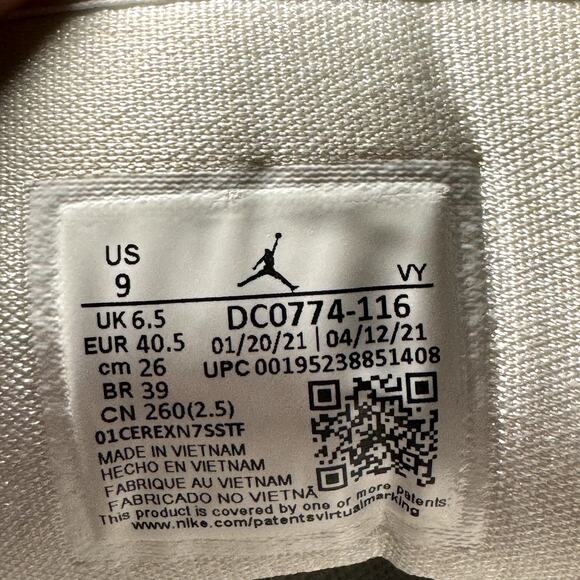 US
9
VY
UK 6.5
EUR 40.5
cm 26
BR 39
CN 260(2.5)
DC0774-116
01/20/21 | 04/12/21
UPC 00195238851408
01CEREXN7SSTF
MADE IN VIETNAM
HECHO EN VIETNAM
FABRIQUE AU VIETNAM
FABRICADO NO VIETNÃ
This product is covered by one or more patents.
www.nike.com/patentsvirtualmarking